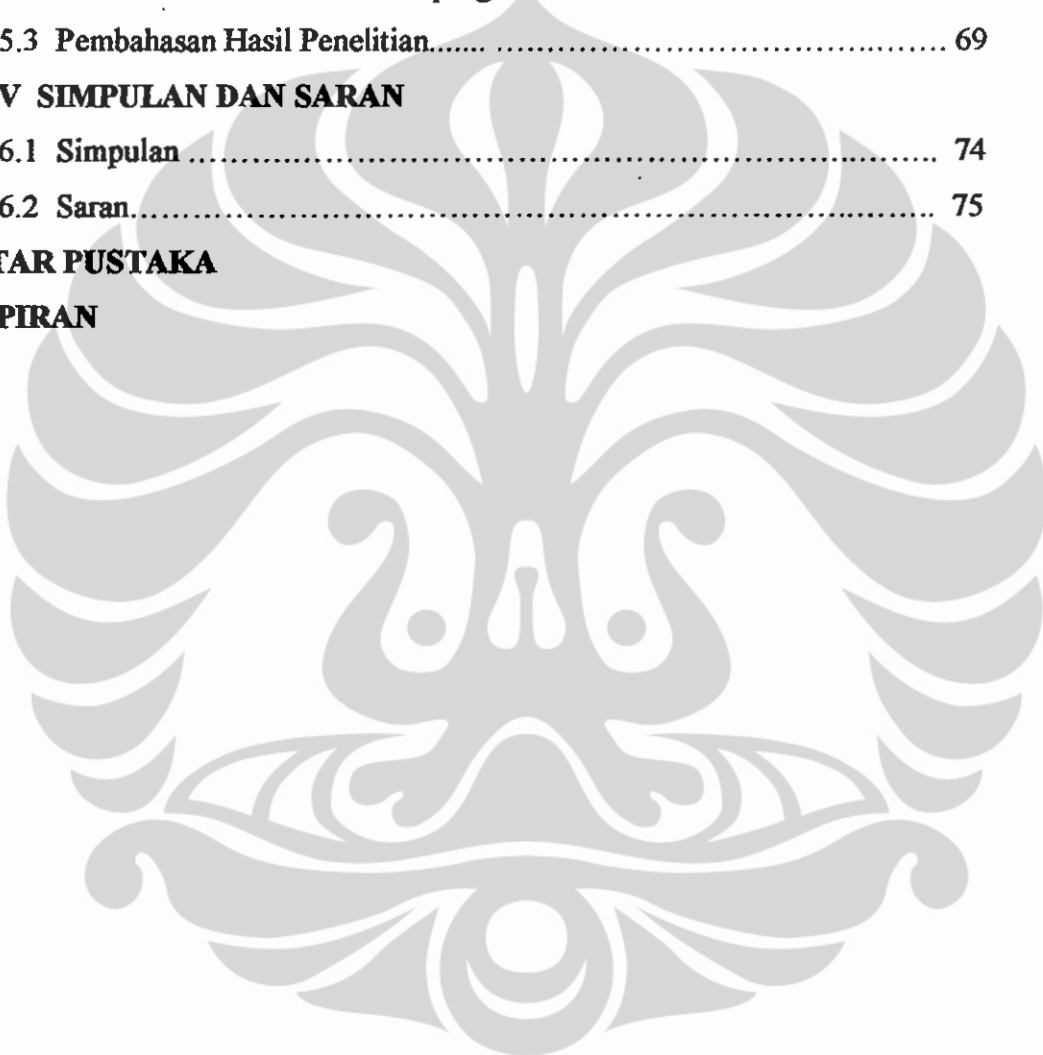 5.3 Pembahasan Hasil Penelitian....... ............................................. 69
V SIMPULAN DAN SARAN
6.1 Simpulan ........................................................................... 74
6.2 Saran................................................................................ 75
TAR PUSTAKA
PIRAN